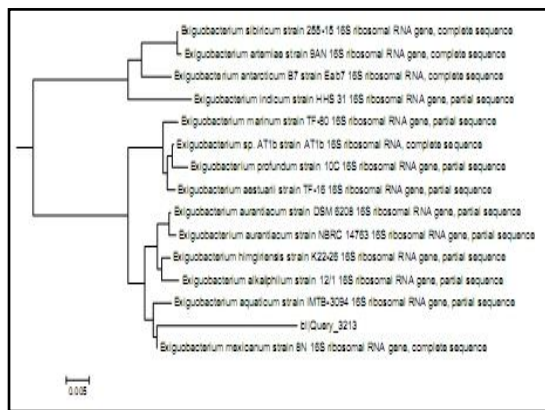 Exiguobacterium sibiricum strain 255-15 16S ribosomal RNA gene, complete sequence
Exiguobacterium artemiae strain 9AN 16S ribosomal RNA gene, complete sequence
Exiguobacterium antarcticum B7 strain Eab7 16S ribosomal RNA, complete sequence
Exiguobacterium indicum strain HHS 31 16S ribosomal RNA gene, partial sequence
Exiguobacterium marinum strain TF-80 16S ribosomal RNA gene, partial sequence
Exiguobacterium sp. AT1b strain AT1b 16S ribosomal RNA, complete sequence
Exiguobacterium profundum strain 10C 16S ribosomal RNA gene, partial sequence
Exiguobacterium aestuarii strain TF-16 16S ribosomal RNA gene, partial sequence
Exiguobacterium aurantiacum strain DSM 6208 16S ribosomal RNA gene, partial sequence
Exiguobacterium aurantiacum strain NBRC 14763 16S ribosomal RNA gene, partial sequence
Exiguobacterium himgiriensis strain K22-26 16S ribosomal RNA gene, partial sequence
Exiguobacterium alkaliphilum strain 12/1 16S ribosomal RNA gene, partial sequence
Exiguobacterium aquaticum strain IMTB-3094 16S ribosomal RNA gene, partial sequence
cl|Query_3213
Exiguobacterium mexicanum strain 8N 16S ribosomal RNA gene, complete sequence
0.005